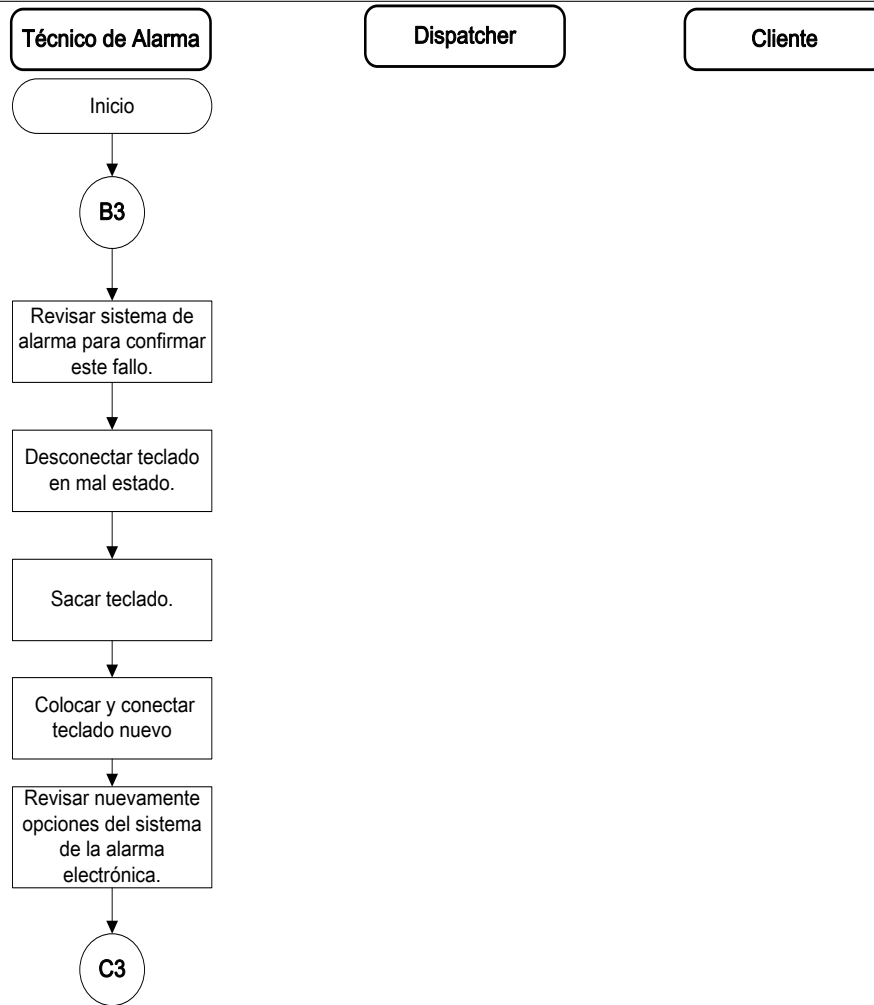 Técnico de Alarma
Dispatcher
Cliente
Inicio
B3
Revisar sistema de
alarma para confirmar
este fallo.
Desconectar teclado
en mal estado.
Sacar teclado.
Colocar y conectar
teclado nuevo
Revisar nuevamente
opciones del sistema
de la alarma
electrónica.
C3